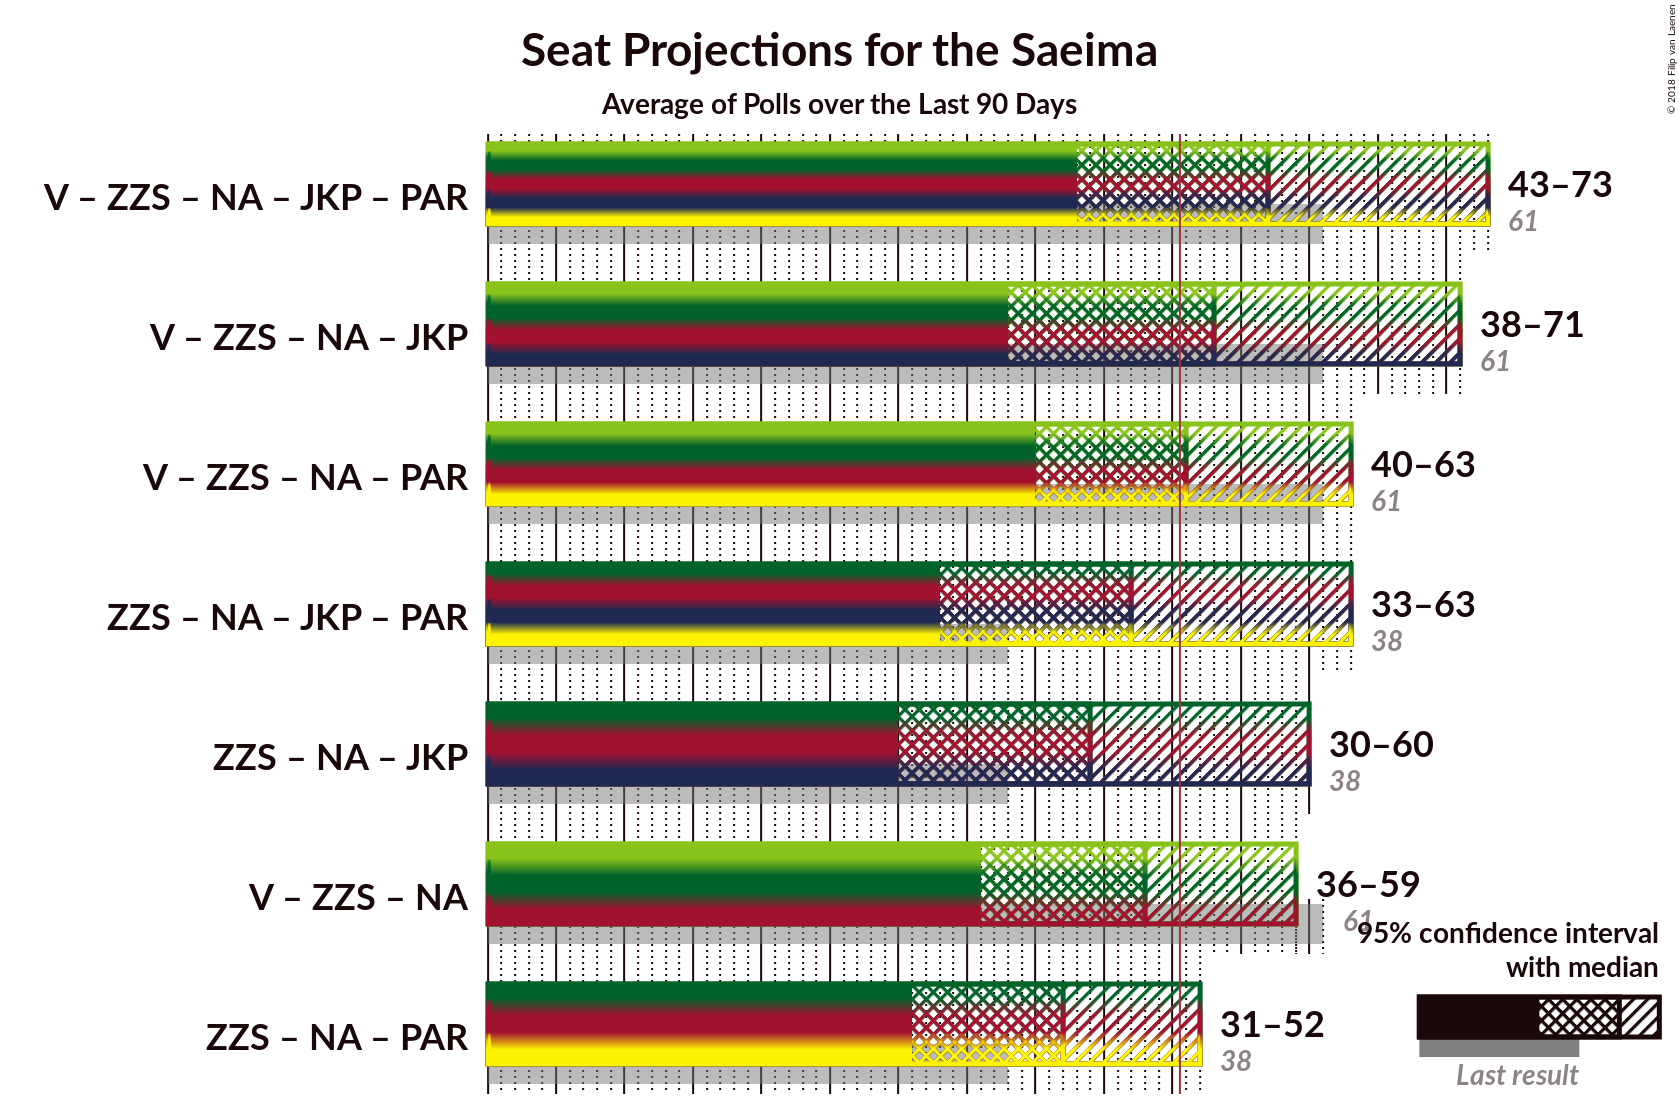 © 2018 Filip van Laenen
Seat Projections for the Saeima
Average of Polls over the Last 90 Days
V – ZZS – NA – JKP – PAR
43–73
61
V – ZZS – NA – JKP
38–71
61
V – ZZS – NA – PAR
40–63
61
ZZS – NA – JKP – PAR
33–63
38
ZZS – NA – JKP
30–60
38
V – ZZS – NA
36–59
61
95% confidence interval
with median
ZZS – NA – PAR
31–52
38
Last result